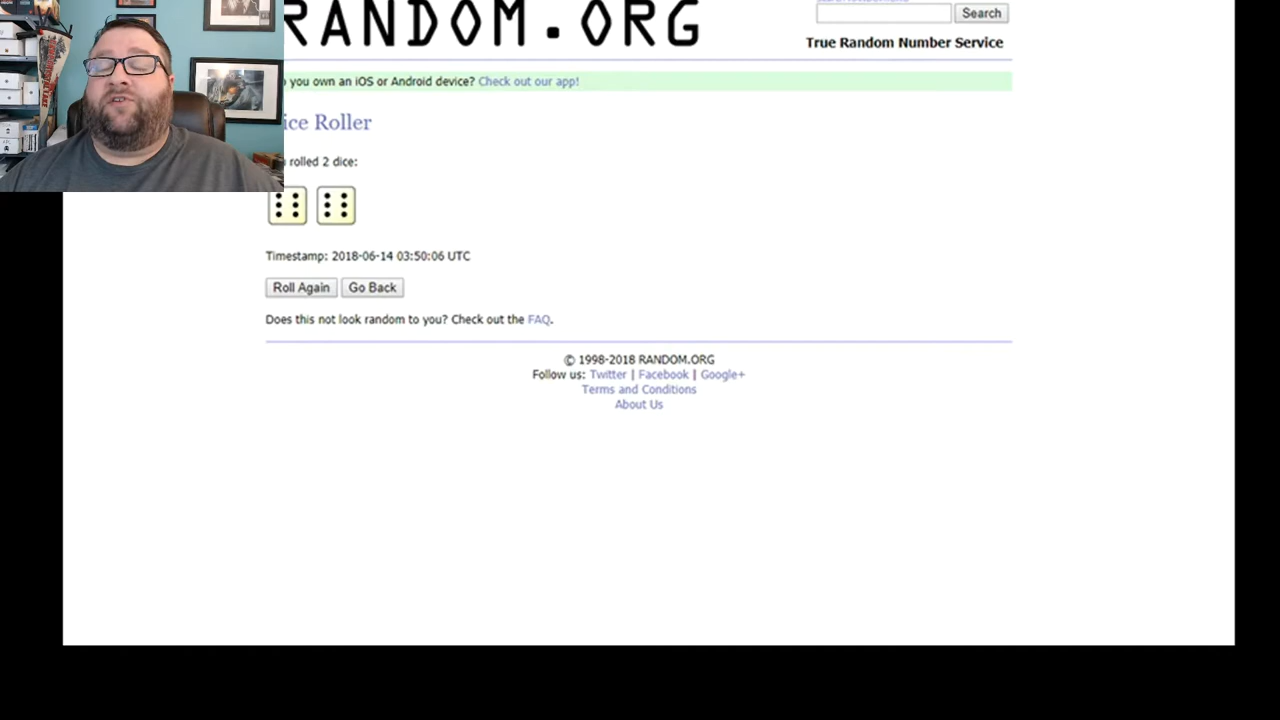 RANDOM.ORG
Search
True Random Number Service
you own an iOS or Android device? Check out our app!
ice Roller
rolled 2 dice:
Timestamp: 2018-06-14 03:50:06 UTC
Roll Again Go Back
Does this not look random to you? Check out the FAQ.
© 1998-2018 RANDOM.ORG
Follow us: Twitter | Facebook | Google+
Terms and Conditions
About Us